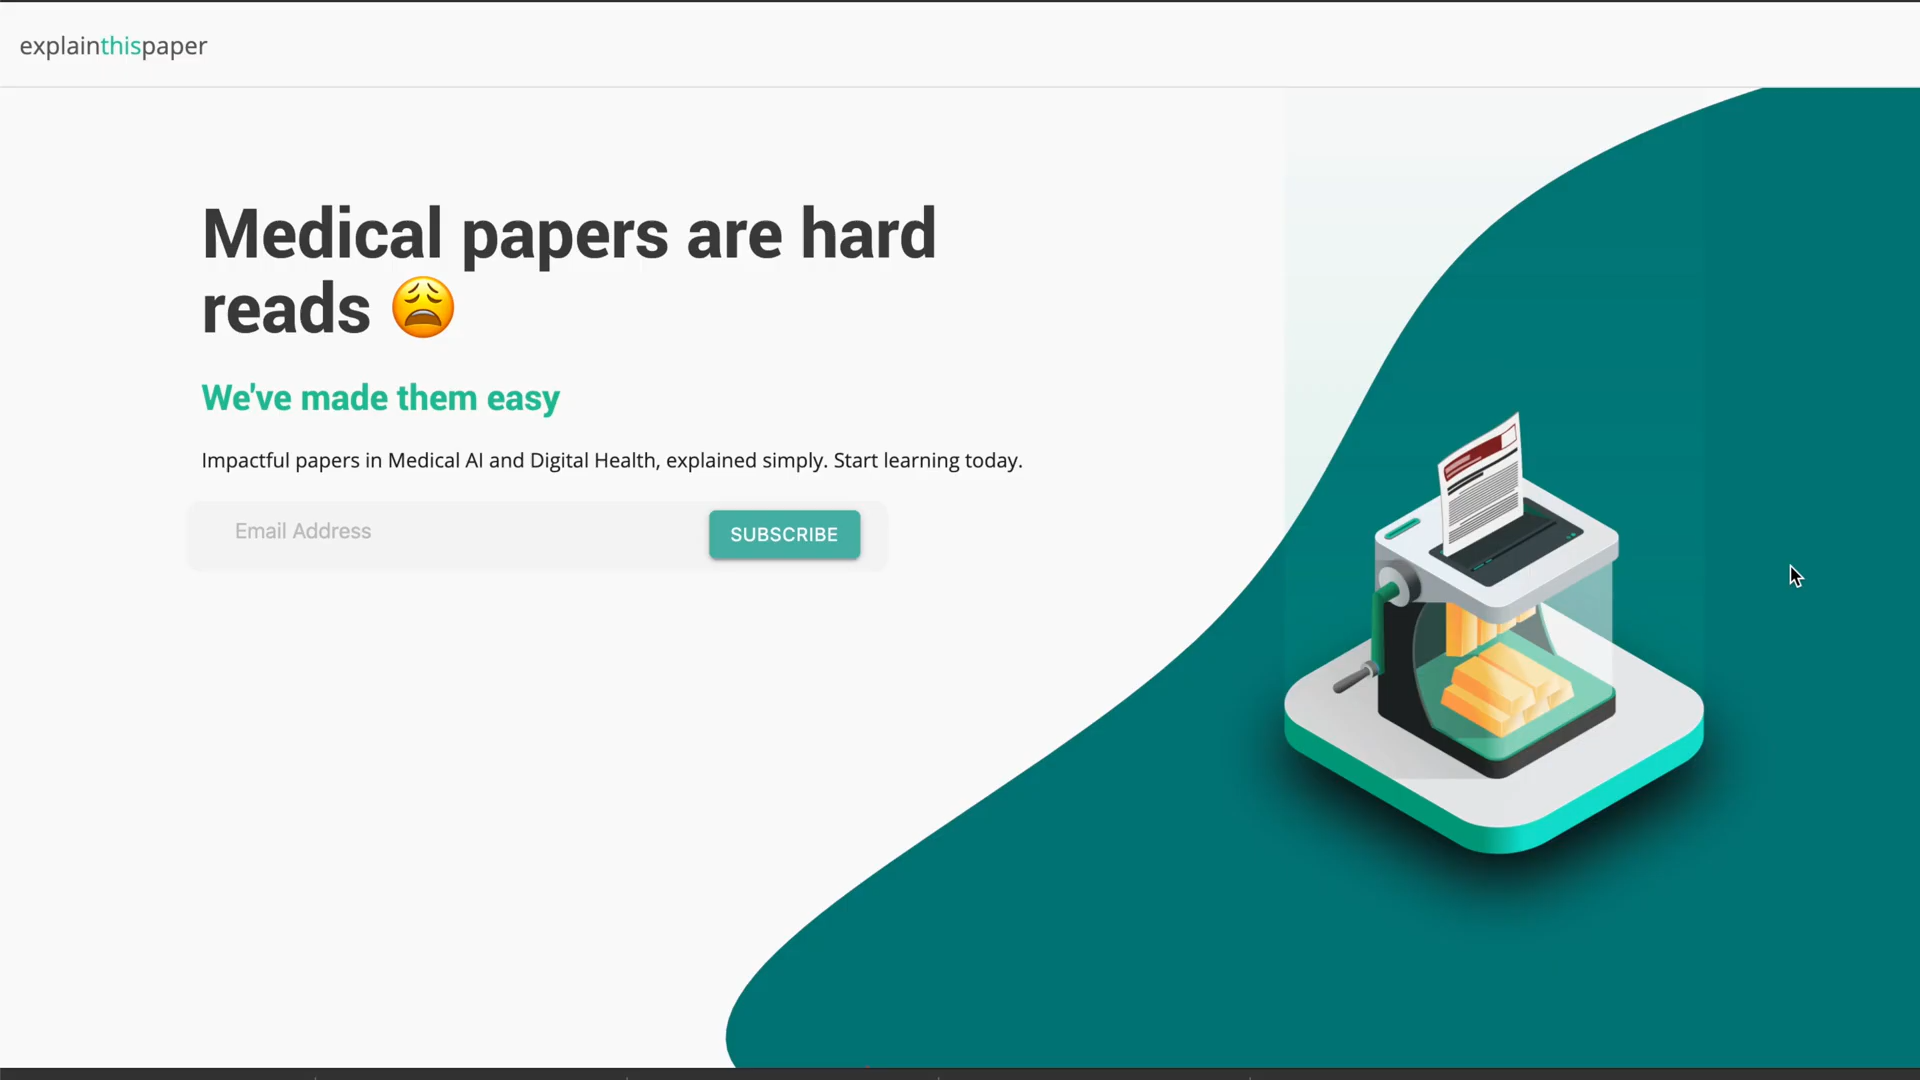 explainthispaper
Medical papers are hard
reads 😩
We've made them easy
Impactful papers in Medical AI and Digital Health, explained simply. Start learning today.
Email Address
SUBSCRIBE